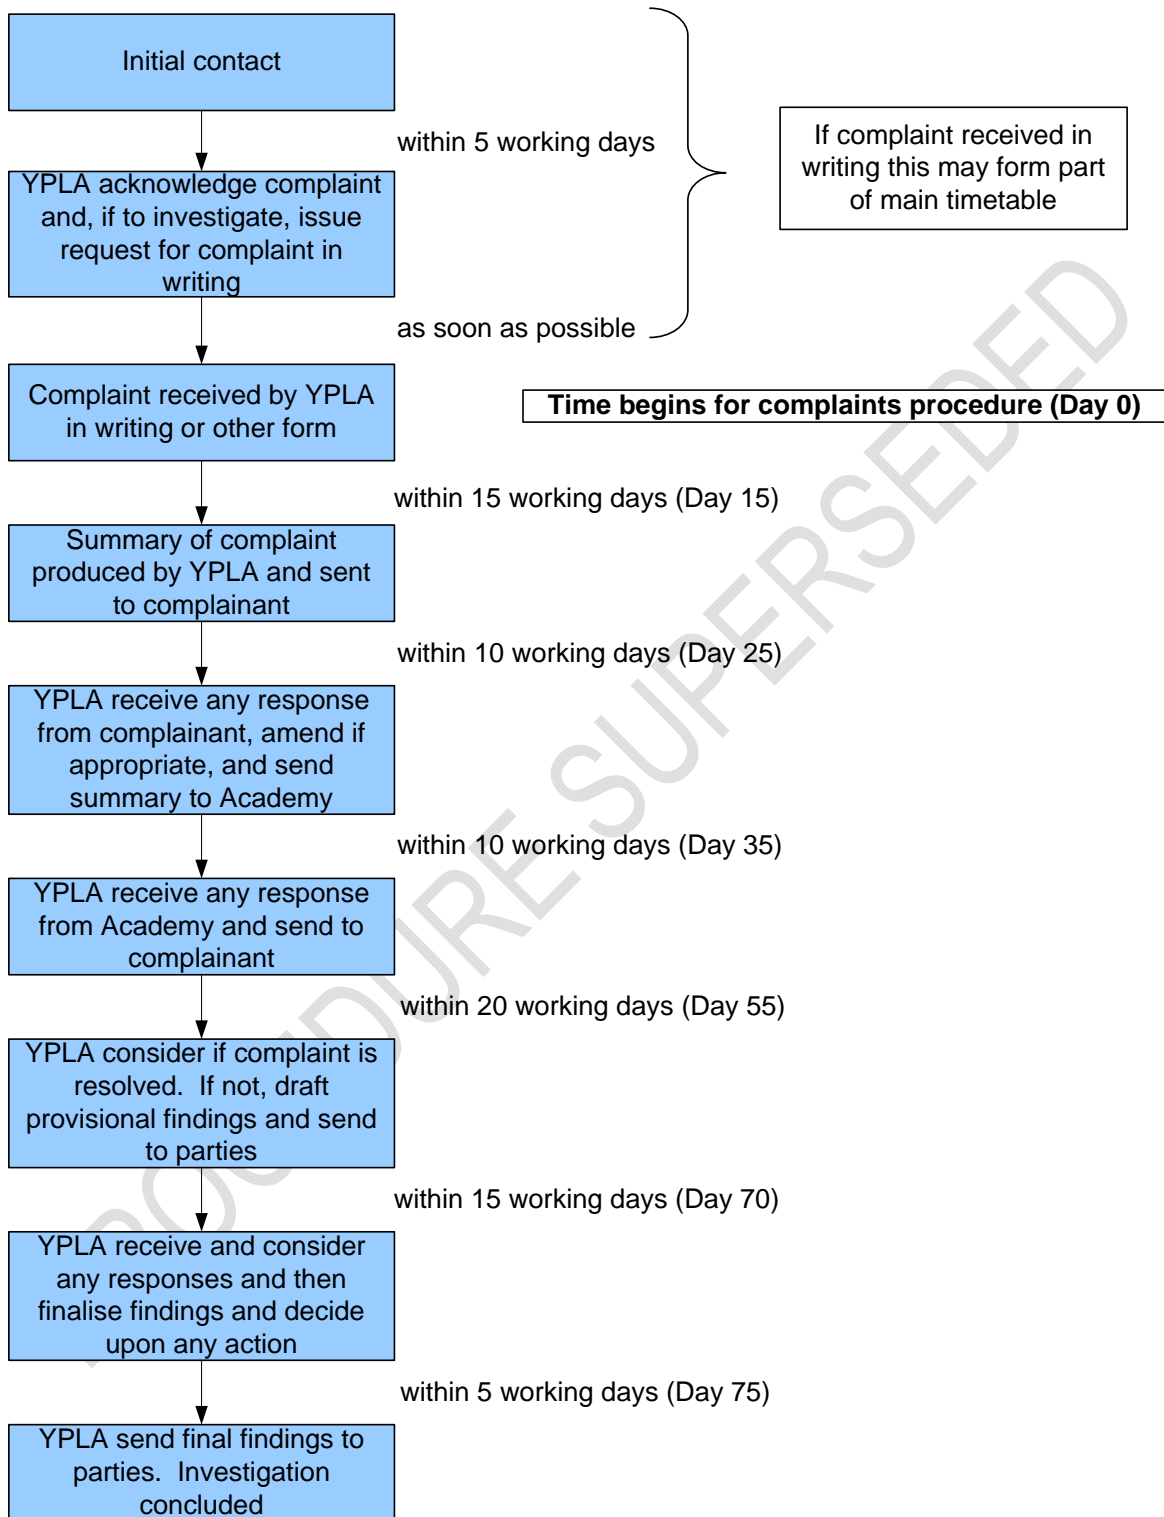 Initial contact
within 5 working days
If complaint received in
writing this may form part
of main timetable
YPLA acknowledge complaint
and, if to investigate, issue
request for complaint in
writing
as soon as possible
Complaint received by YPLA
in writing or other form
Time begins for complaints procedure (Day 0)
within 15 working days (Day 15)
Summary of complaint
produced by YPLA and sent
to complainant
within 10 working days (Day 25)
YPLA receive any response
from complainant, amend if
appropriate, and send
summary to Academy
within 10 working days (Day 35)
YPLA receive any response
from Academy and send to
complainant
within 20 working days (Day 55)
YPLA consider if complaint is
resolved.  If not, draft
provisional findings and send
to parties
within 15 working days (Day 70)
YPLA receive and consider
any responses and then
finalise findings and decide
upon any action
within 5 working days (Day 75)
YPLA send final findings to
parties.  Investigation
concluded
SUPERSEDED